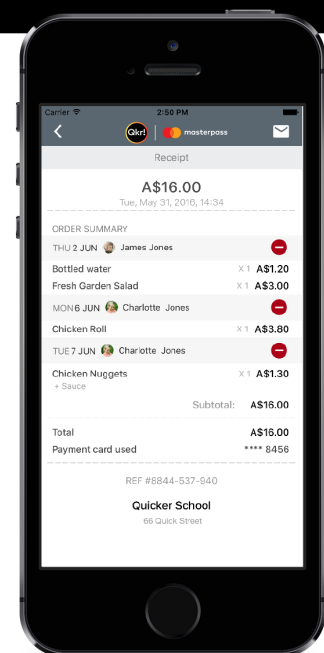 Carrier 2:50 PM
Qkr! masterpass
Receipt
A$16.00
Tue, May 31, 2016, 14:34
ORDER SUMMARY
THU 2 JUN James Jones
Bottled water X 1 A$1.20
Fresh Garden Salad X 1 A$3.00
MON 6 JUN Charlotte Jones
Chicken Roll X 1 A$3.80
TUE 7 JUN Charlotte Jones
Chicken Nuggets X 1 A$1.30
+ Sauce
Subtotal: A$16.00
Total A$16.00
Payment card used **** 8456
REF #8844-537-940
Quicker School
66 Quick Street